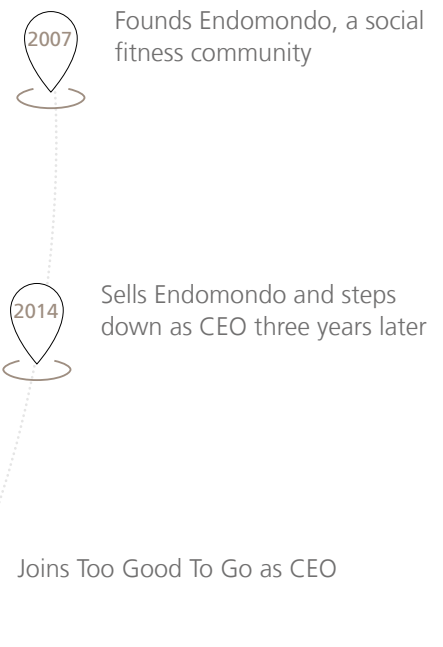 2007
Founds Endomondo, a social
fitness community
2014
Sells Endomondo and steps
down as CEO three years later
Joins Too Good To Go as CEO